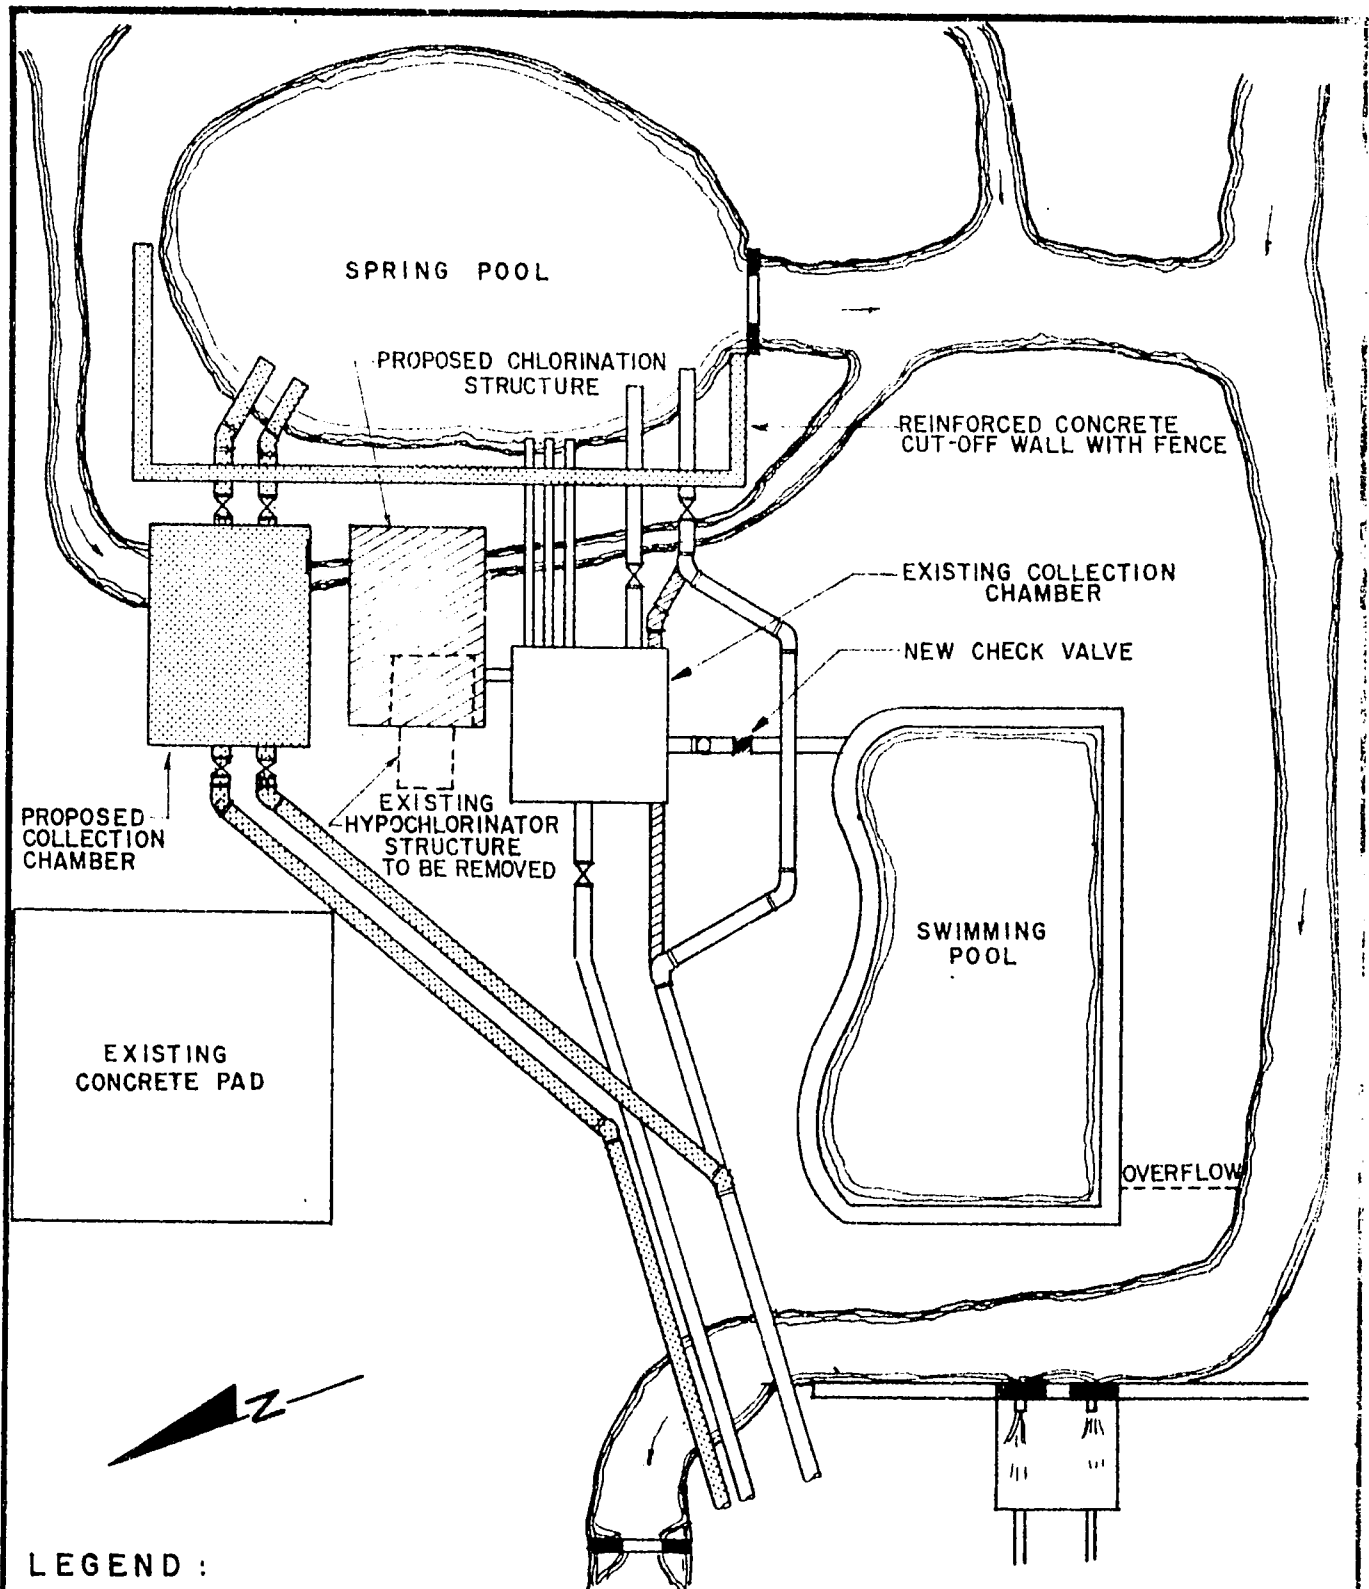 SPRING POOL
PROPOSED CHLORINATION
STRUCTURE
REINFORCED CONCRETE
CUT-OFF WALL WITH FENCE
EXISTING COLLECTION
CHAMBER
NEW CHECK VALVE
PROPOSED
COLLECTION
CHAMBER
EXISTING
HYPOCHLORINATOR
STRUCTURE
TO BE REMOVED
SWIMMING
POOL
EXISTING
CONCRETE PAD
OVERFLOW
N
LEGEND :